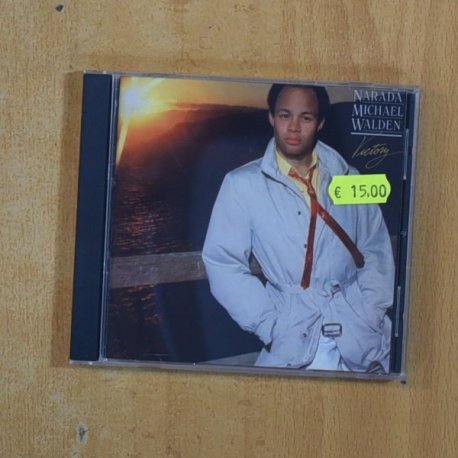 NARADA
MICHAEL
WALDEN
Victory
€ 15,00